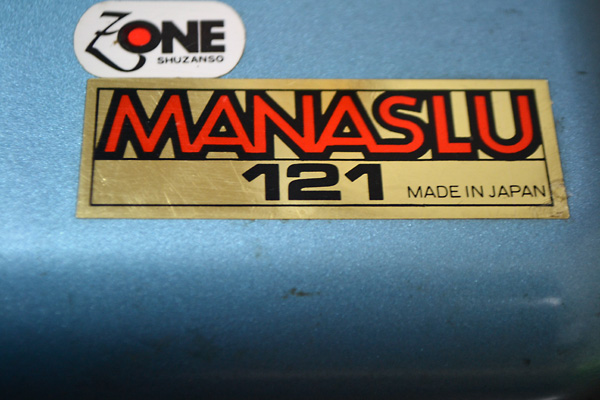 ZONE
SHUZANSO
MANASLU
121
MADE IN JAPAN